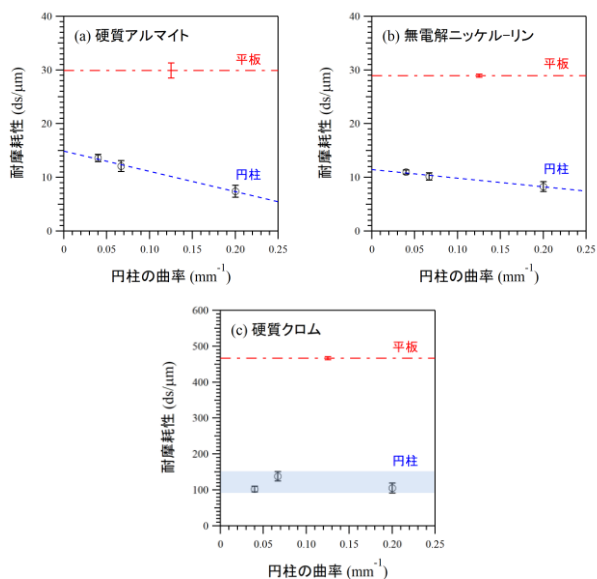 (a) 硬質アルマイト
平板
円柱
耐摩耗性 (ds/μm)
40
30
20
10
0
0
0.05
0.10
0.15
0.20
0.25
円柱の曲率 (mm⁻¹)
(b) 無電解ニッケル−リン
平板
円柱
耐摩耗性 (ds/μm)
40
30
20
10
0
0
0.05
0.10
0.15
0.20
0.25
円柱の曲率 (mm⁻¹)
(c) 硬質クロム
平板
円柱
耐摩耗性 (ds/μm)
600
500
400
300
200
100
0
0
0.05
0.10
0.15
0.20
0.25
円柱の曲率 (mm⁻¹)